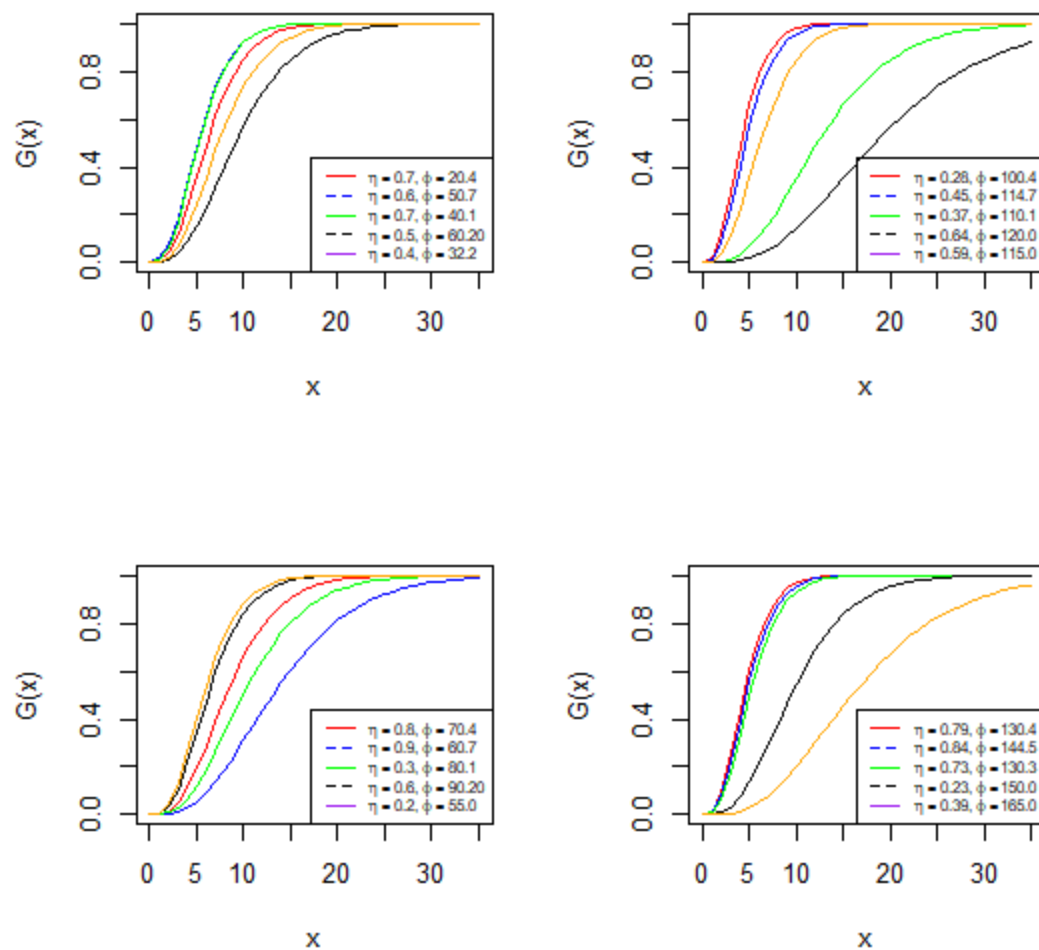 G(x)
0.0 0.4 0.8
η = 0.7, ϕ = 20.4
η = 0.6, ϕ = 50.7
η = 0.7, ϕ = 40.1
η = 0.5, ϕ = 60.20
η = 0.4, ϕ = 32.2
0 5 10 20 30
x
G(x)
0.0 0.4 0.8
η = 0.28, ϕ = 100.4
η = 0.45, ϕ = 114.7
η = 0.37, ϕ = 110.1
η = 0.64, ϕ = 120.0
η = 0.59, ϕ = 115.0
0 5 10 20 30
x
G(x)
0.0 0.4 0.8
η = 0.8, ϕ = 70.4
η = 0.9, ϕ = 60.7
η = 0.3, ϕ = 80.1
η = 0.6, ϕ = 90.20
η = 0.2, ϕ = 55.0
0 5 10 20 30
x
G(x)
0.0 0.4 0.8
η = 0.79, ϕ = 130.4
η = 0.84, ϕ = 144.5
η = 0.73, ϕ = 130.3
η = 0.23, ϕ = 150.0
η = 0.39, ϕ = 165.0
0 5 10 20 30
x